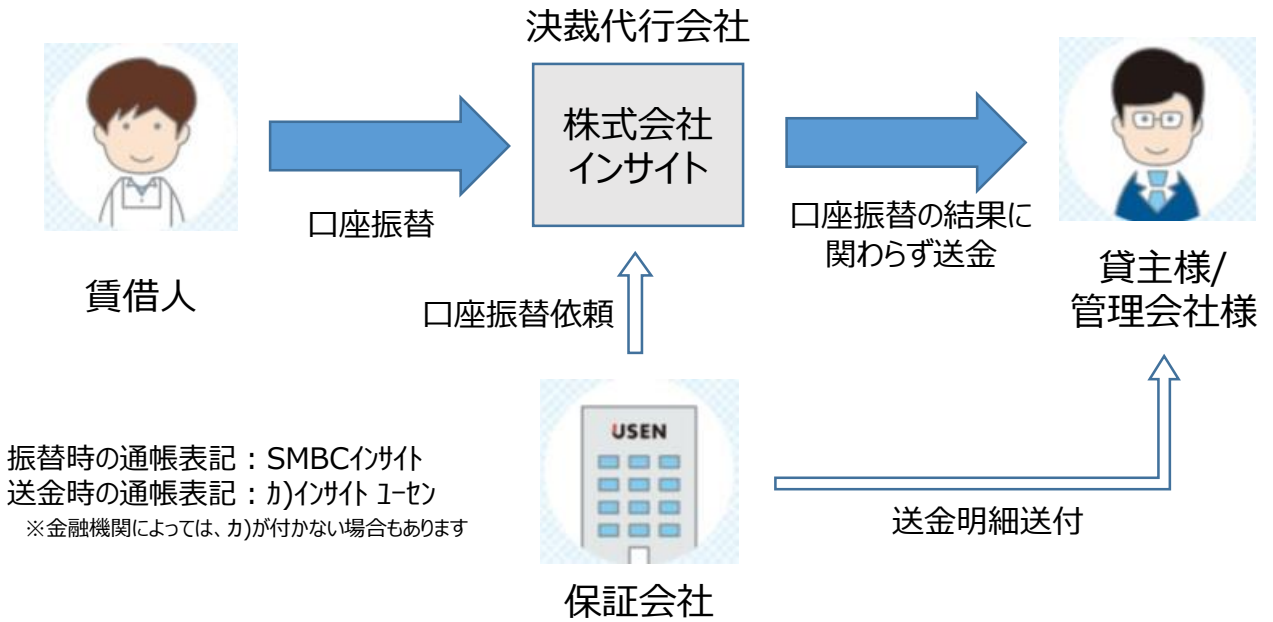 決裁代行会社
株式会社
インサイト
口座振替
口座振替の結果に
関わらず送金
賃借人
貸主様/
管理会社様
口座振替依頼
USEN
振替時の通帳表記：SMBCｲﾝｻｲﾄ
送金時の通帳表記：ｶ)ｲﾝｻｲﾄ ﾕｰｾﾝ
※金融機関によっては、ｶ)が付かない場合もあります
送金明細送付
保証会社